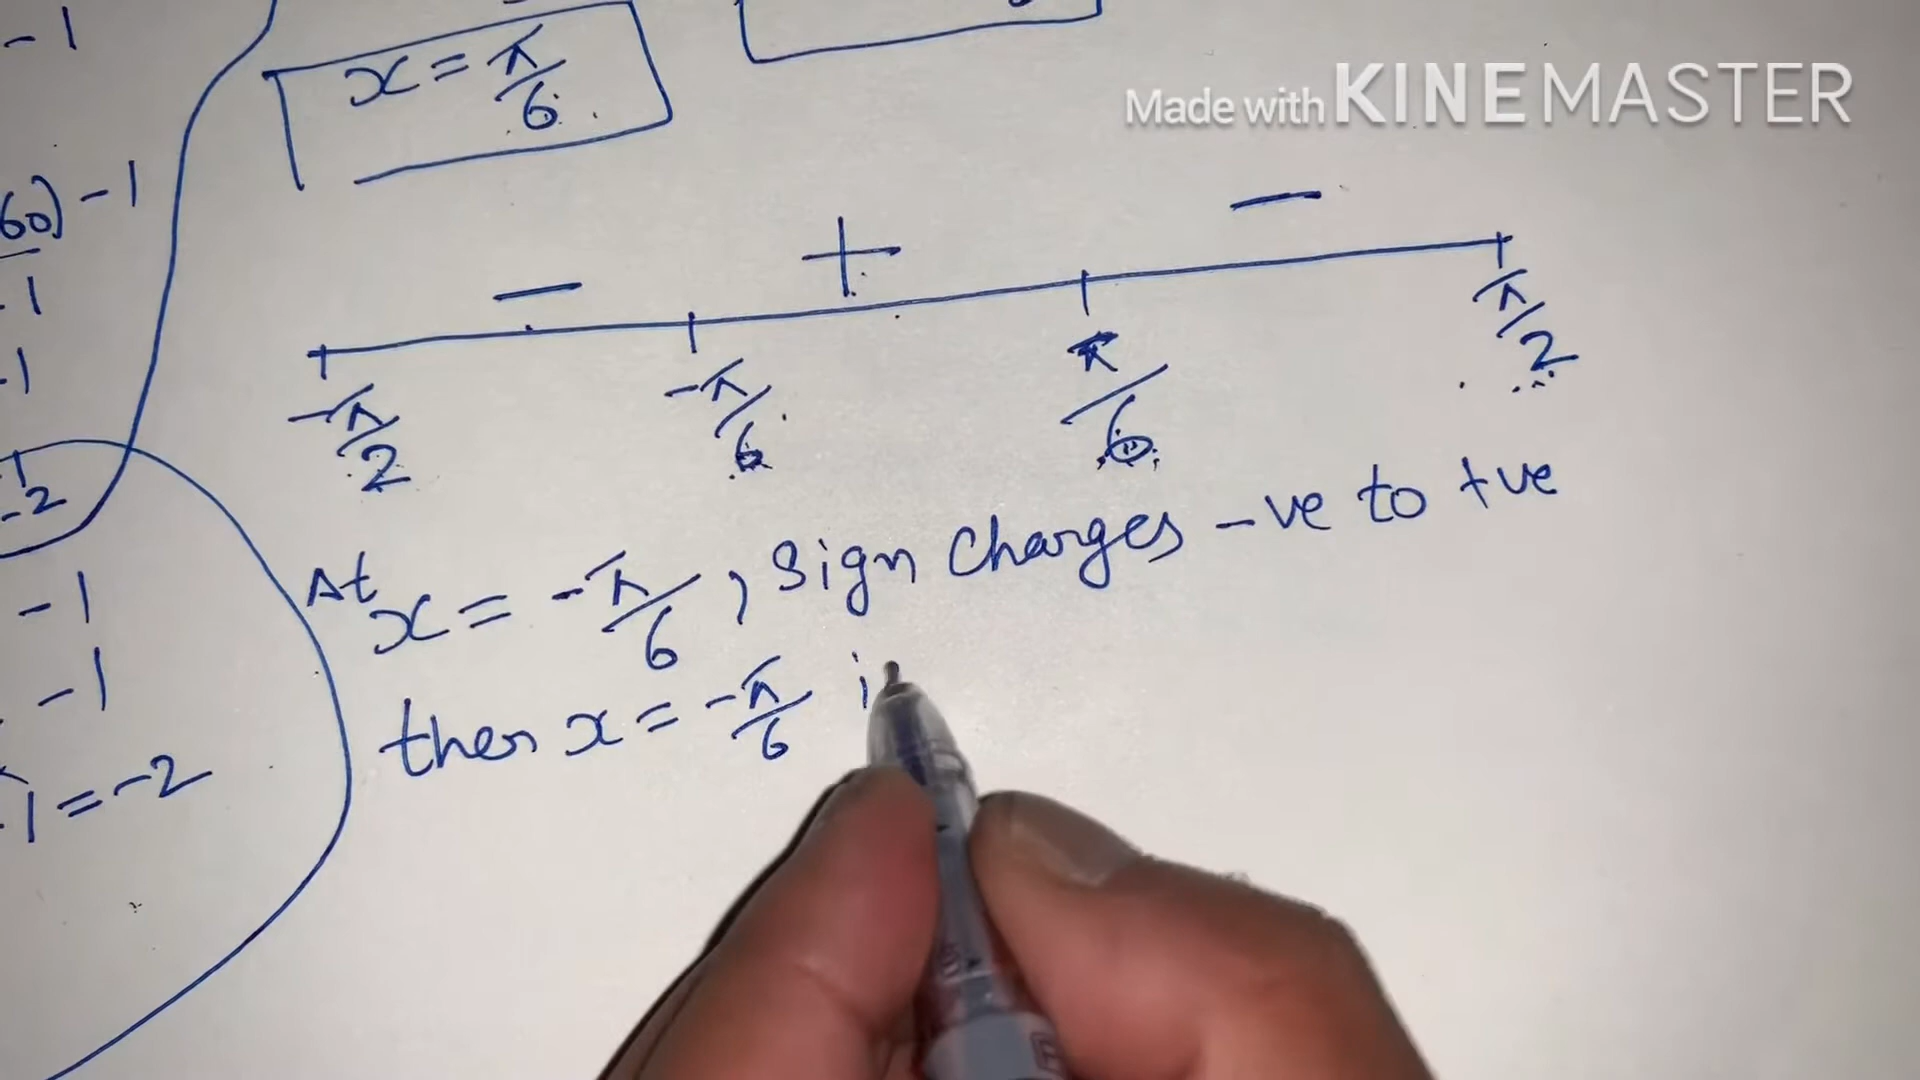 -1
x = π/6
Made with KINEMASTER
60) -1
-1
-1
-2
- + -
-π/2 -π/6 π/6 π/2
At x = -π/6, sign changes -ve to +ve
-1
then x = -π/6 i
-1
1 = -2